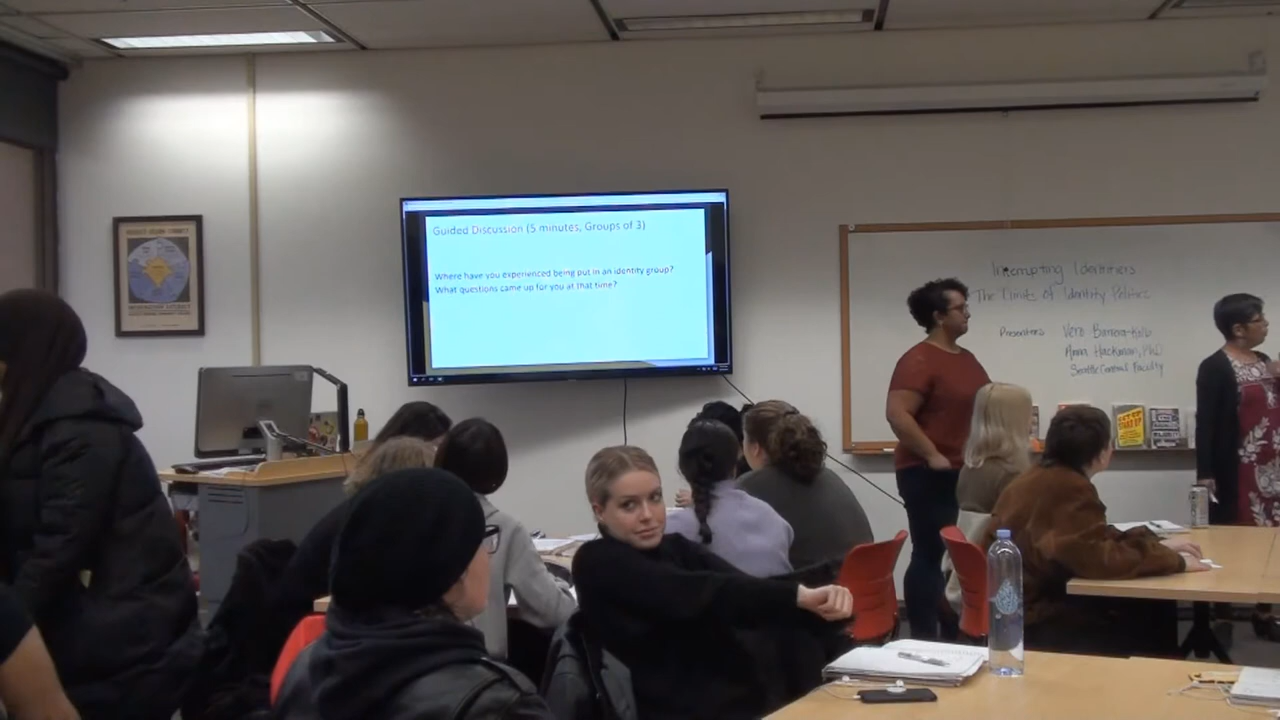 Guided Discussion (5 minutes, Groups of 3)
Where have you experienced being put in an identity group?
What questions came up for you at that time?
Interrupting Identifiers
The Limits of Identity Politics
Presenters
Anna Hackman, PhD
Seattle Central Faculty